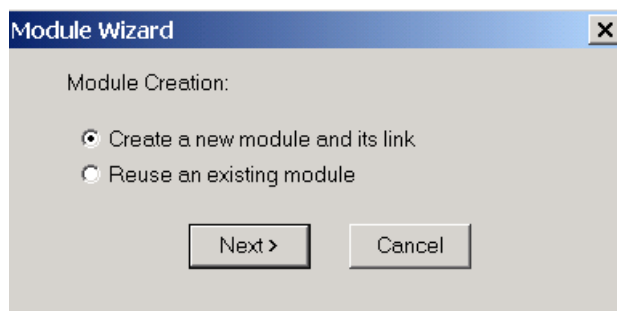 Module Wizard
Module Creation:
Create a new module and its link
Reuse an existing module
Next > Cancel